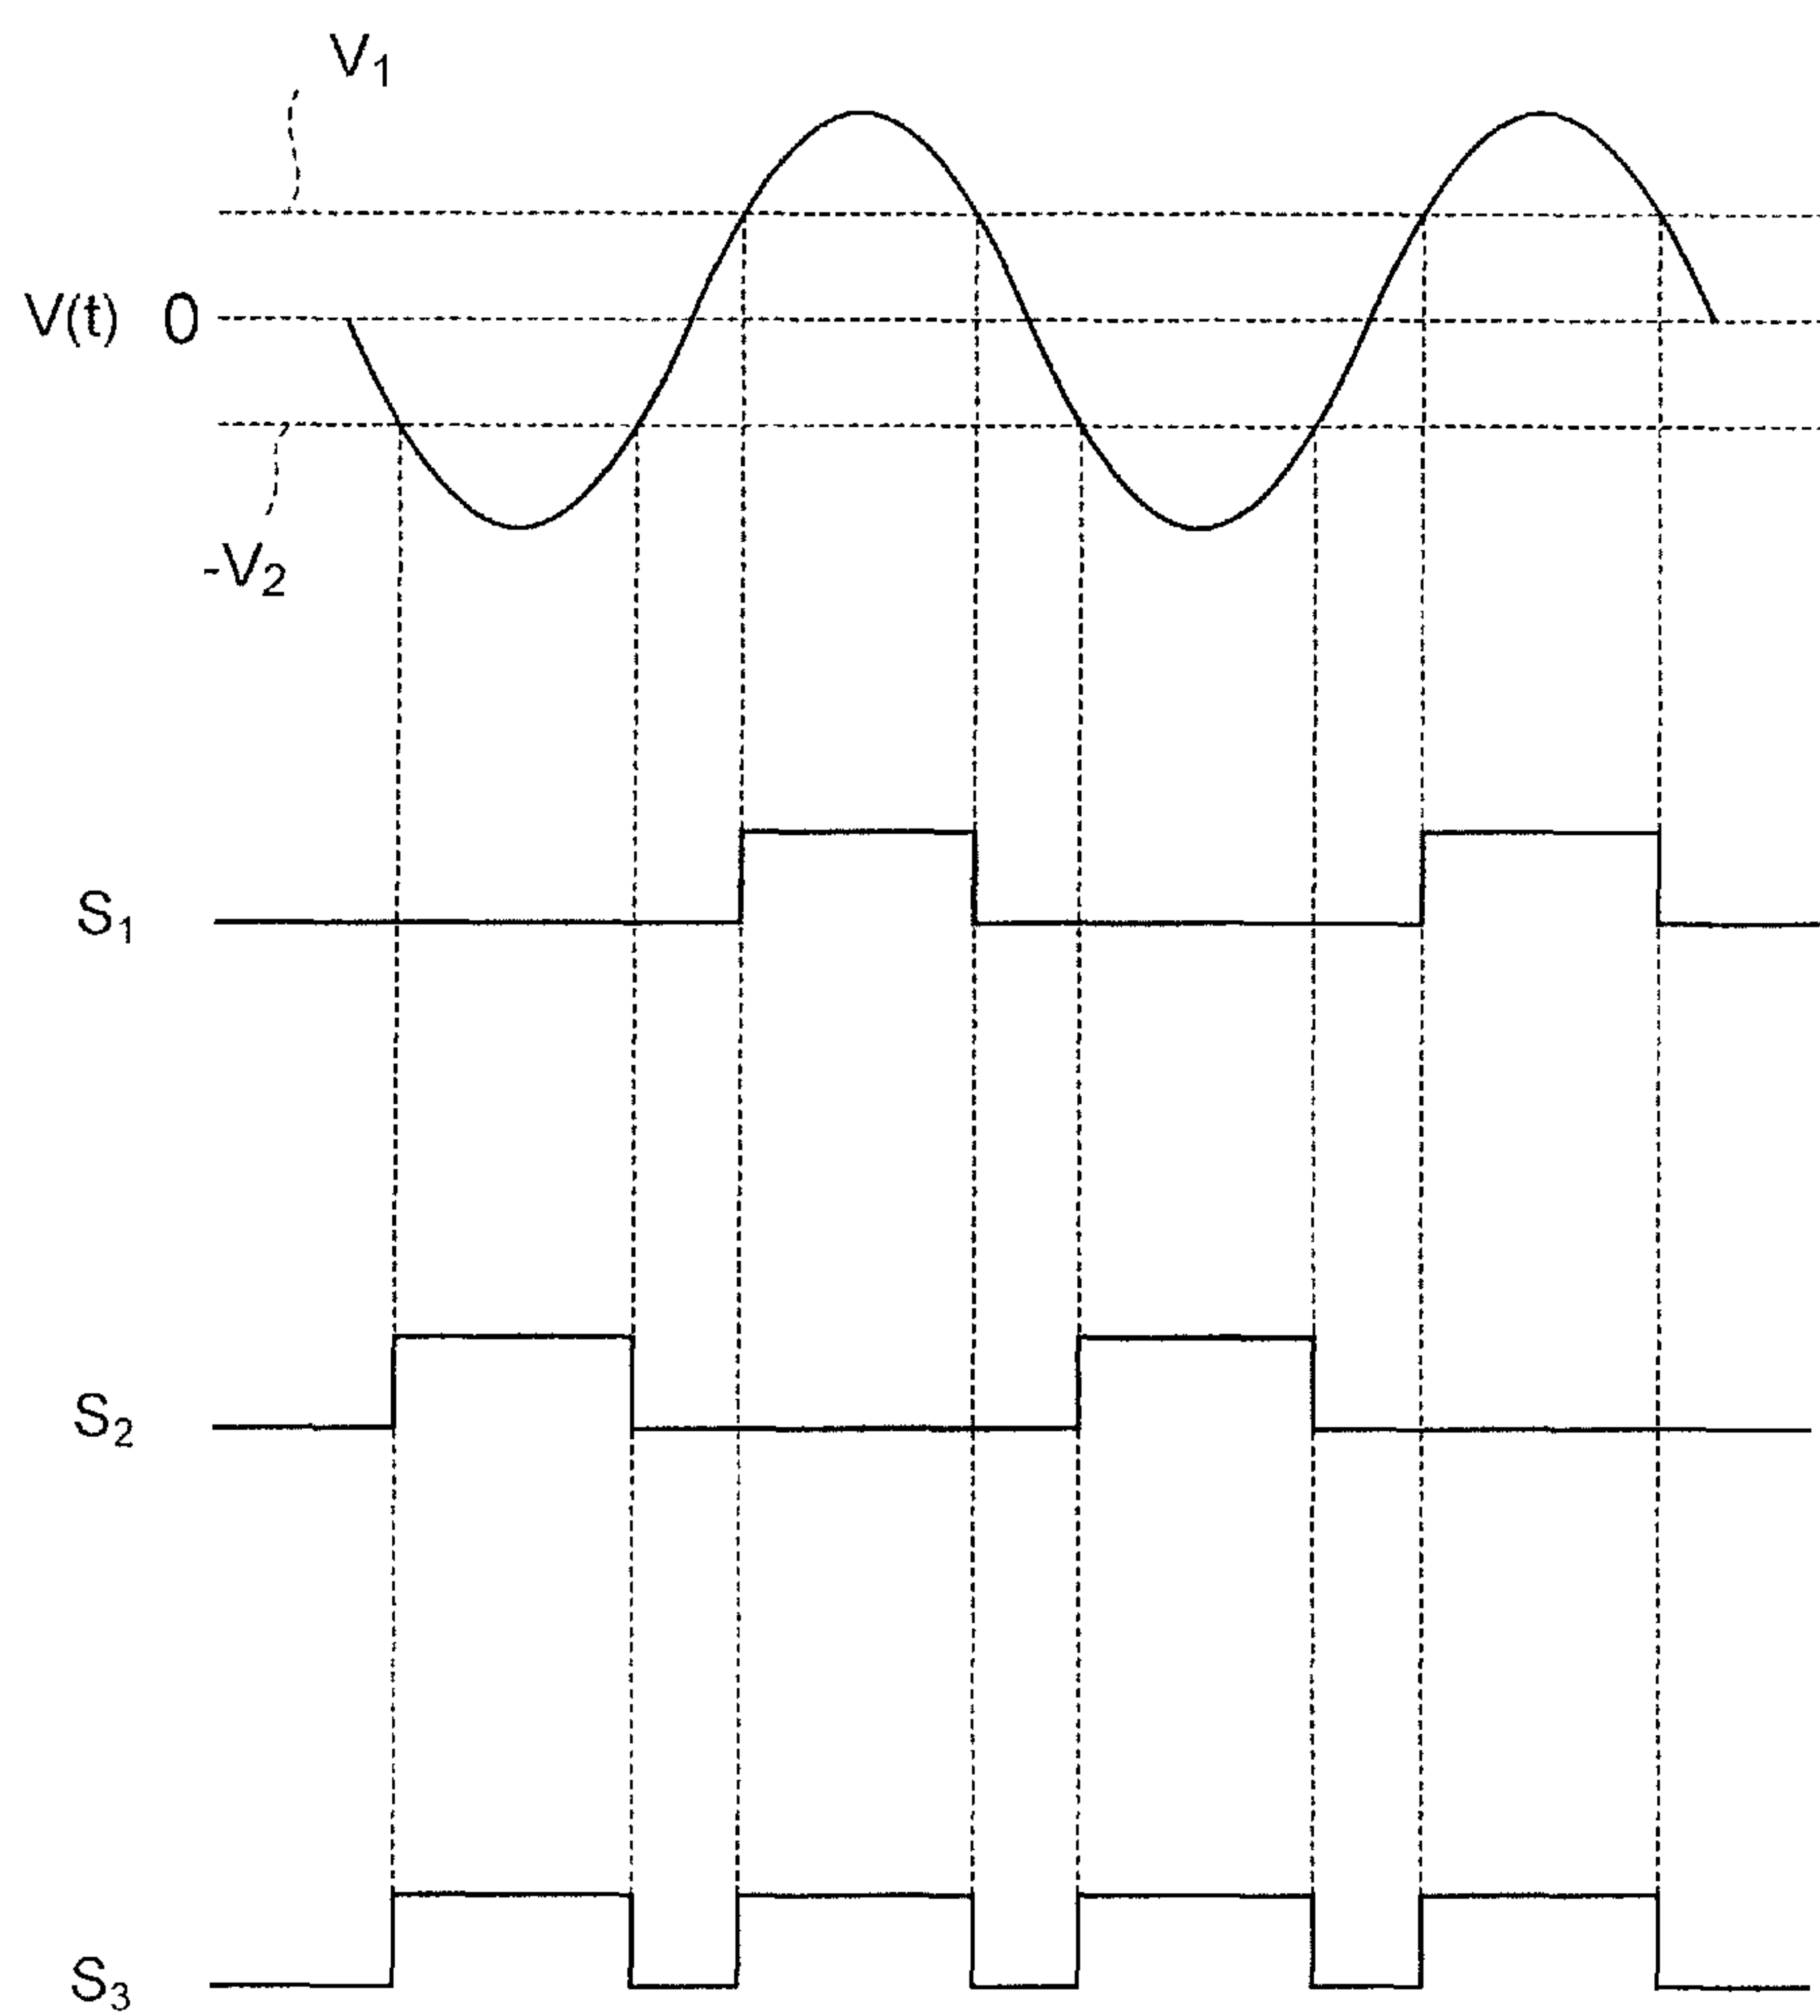 V₁
V(t) 0
-V₂
S₁
S₂
S₃